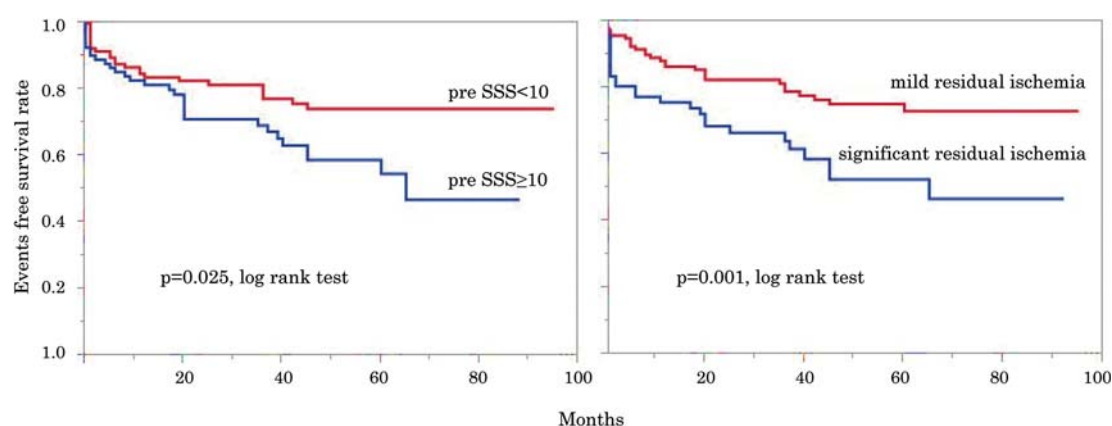 Events free survival rate
1.0
0.8
0.6
0.4
0.2
1.0
pre SSS<10
pre SSS≥10
p=0.025, log rank test
20 40 60 80 100
mild residual ischemia
significant residual ischemia
p=0.001, log rank test
20 40 60 80 100
Months